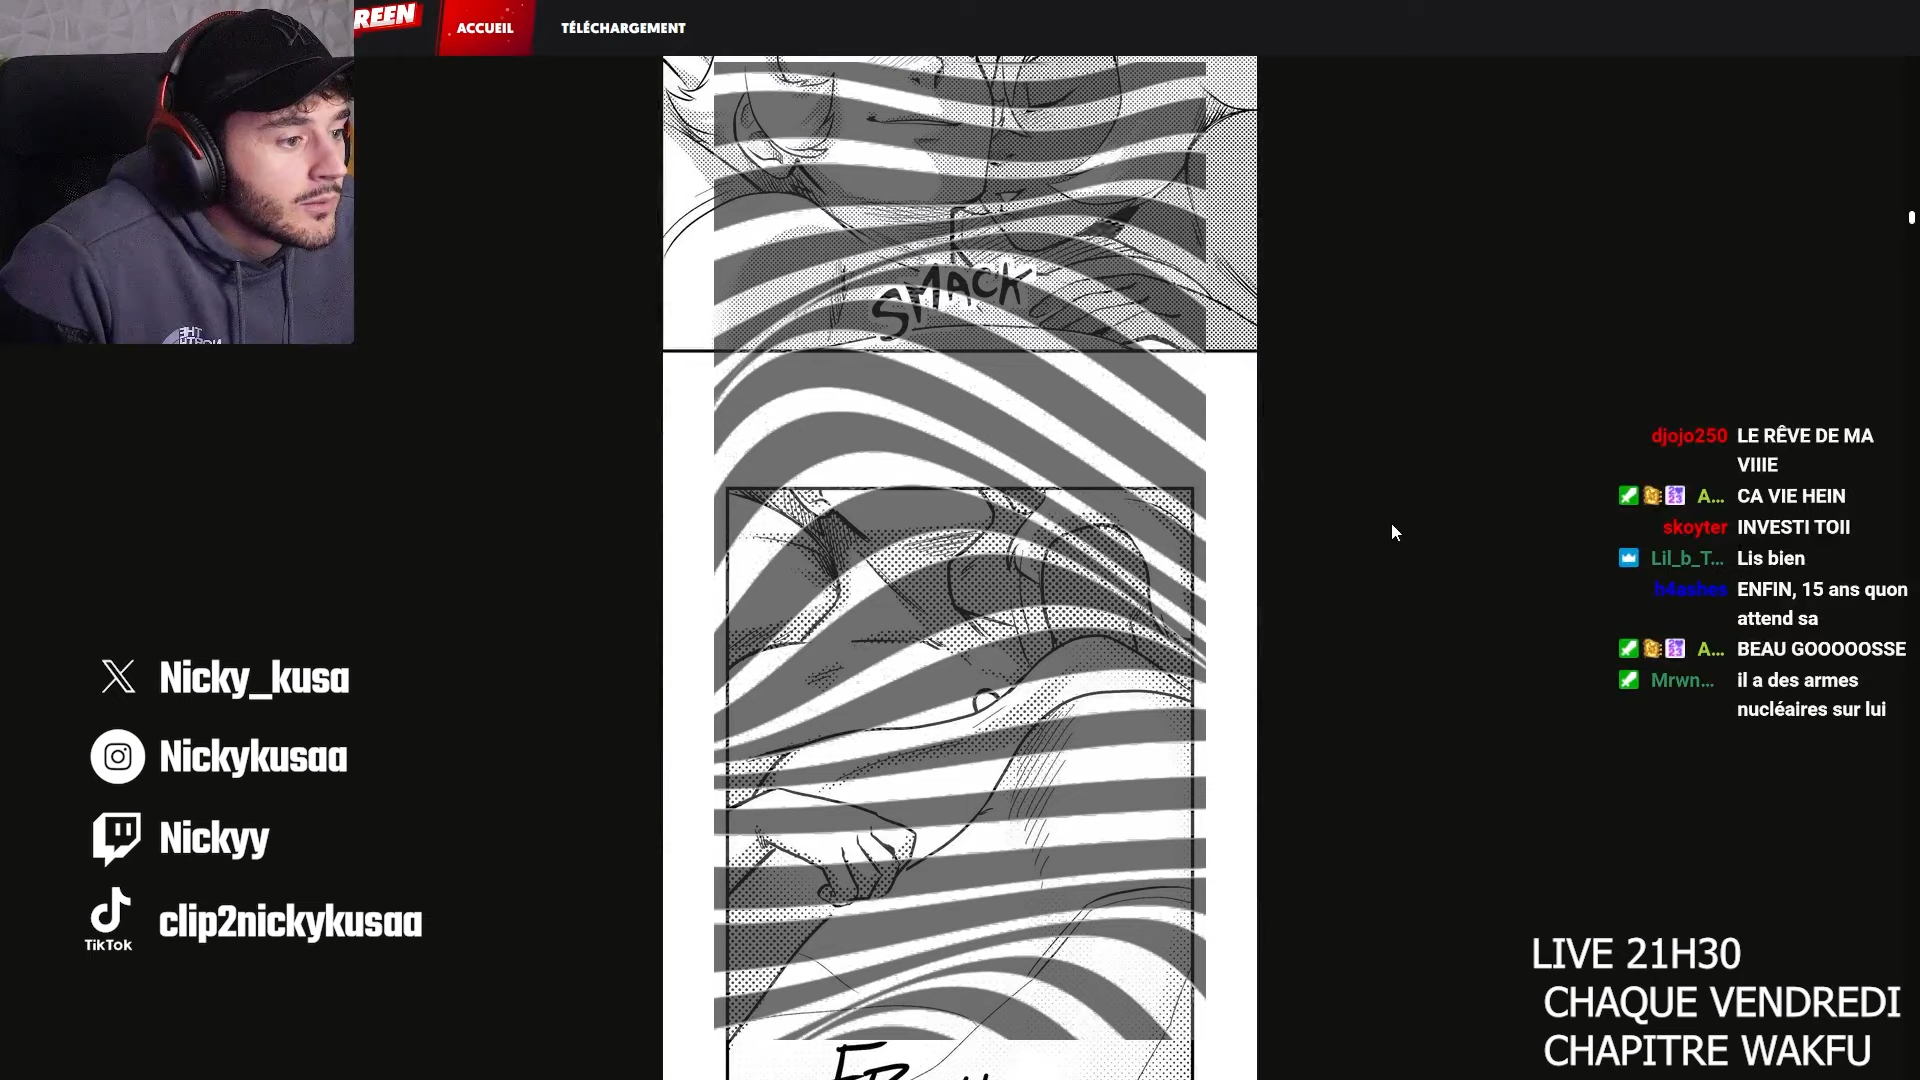 REEN
ACCUEIL
TÉLÉCHARGEMENT
SMACK
djojo250 LE RÊVE DE MA
VIIIE
A... CA VIE HEIN
skoyter INVESTI TOII
Lil_b_T... Lis bien
h4ashes ENFIN, 15 ans quon
attend sa
A... BEAU GOOOOOSSE
Mrwn... il a des armes
nucléaires sur lui
Nicky_kusa
Nickykusaa
Nickyy
TikTok
clip2nickykusaa
LIVE 21H30
CHAQUE VENDREDI
CHAPITRE WAKFU